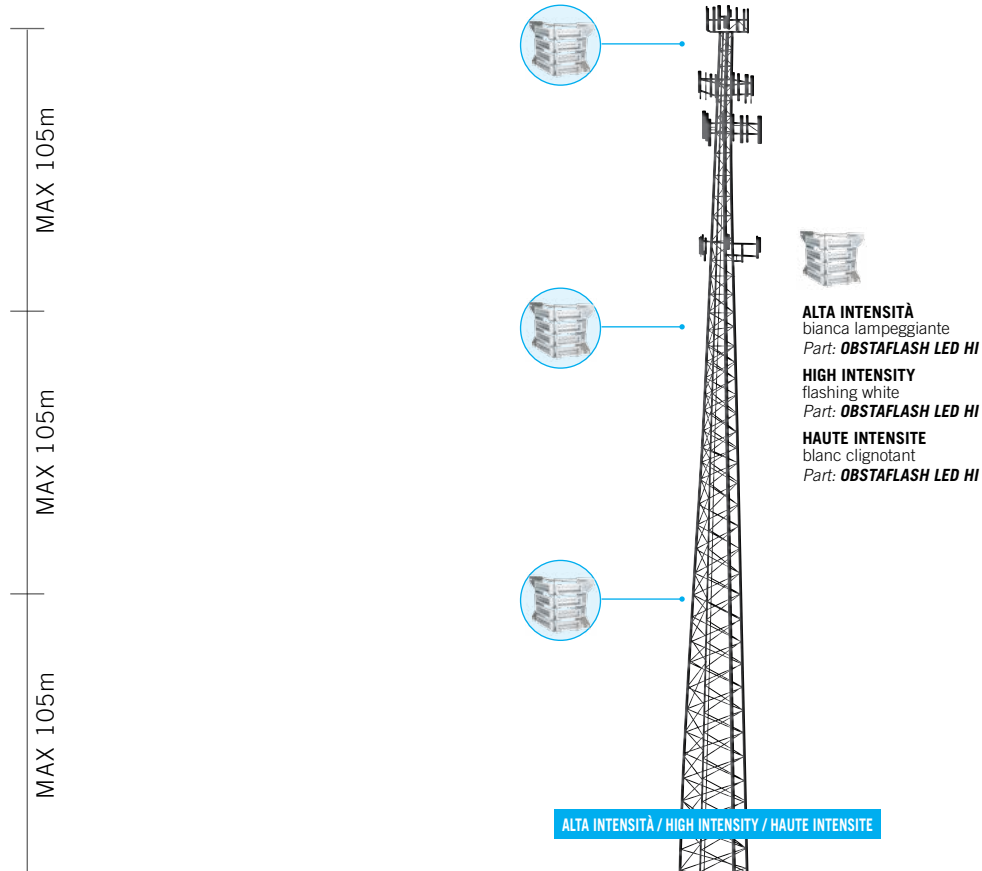 MAX 105m
MAX 105m
MAX 105m
ALTA INTENSITÀ
bianca lampeggiante
Part: OBSTAFLASH LED HI
HIGH INTENSITY
flashing white
Part: OBSTAFLASH LED HI
HAUTE INTENSITE
blanc clignotant
Part: OBSTAFLASH LED HI
ALTA INTENSITÀ / HIGH INTENSITY / HAUTE INTENSITE